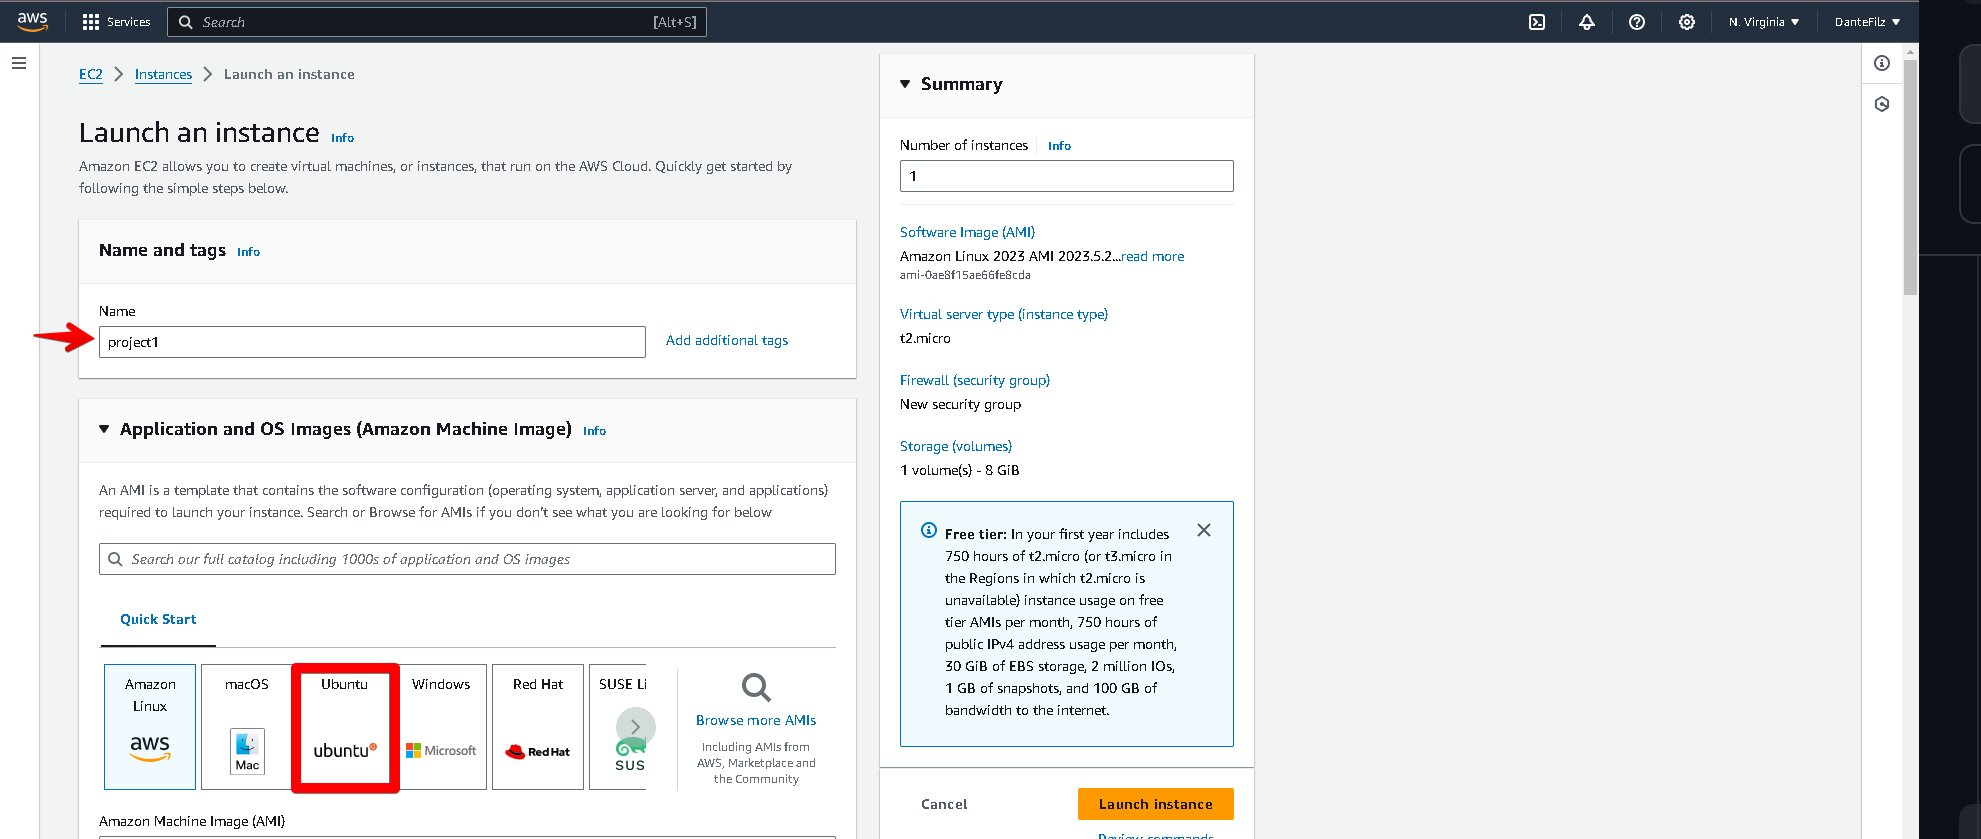 aws
Services
Search
[Alt+S]
N. Virginia
DanteFilz
EC2
Instances
Launch an instance
Launch an instance
Info
Amazon EC2 allows you to create virtual machines, or instances, that run on the AWS Cloud. Quickly get started by
following the simple steps below.
Name and tags
Info
Name
project1
Add additional tags
Application and OS Images (Amazon Machine Image)
Info
An AMI is a template that contains the software configuration (operating system, application server, and applications)
required to launch your instance. Search or Browse for AMIs if you don't see what you are looking for below
Search our full catalog including 1000s of application and OS images
Quick Start
Amazon
Linux
aws
macOS
Mac
Ubuntu
ubuntu
Windows
Microsoft
Red Hat
Red Hat
SUSE Li
SUS
Browse more AMIs
Including AMIs from
AWS, Marketplace and
the Community
Amazon Machine Image (AMI)
Summary
Number of instances
Info
1
Software Image (AMI)
Amazon Linux 2023 AMI 2023.5.2...read more
ami-0ae8f15ae66fe8cda
Virtual server type (instance type)
t2.micro
Firewall (security group)
New security group
Storage (volumes)
1 volume(s) - 8 GiB
Free tier: In your first year includes
750 hours of t2.micro (or t3.micro in
the Regions in which t2.micro is
unavailable) instance usage on free
tier AMIs per month, 750 hours of
public IPv4 address usage per month,
30 GiB of EBS storage, 2 million IOs,
1 GB of snapshots, and 100 GB of
bandwidth to the internet.
Cancel
Launch instance
Review commands